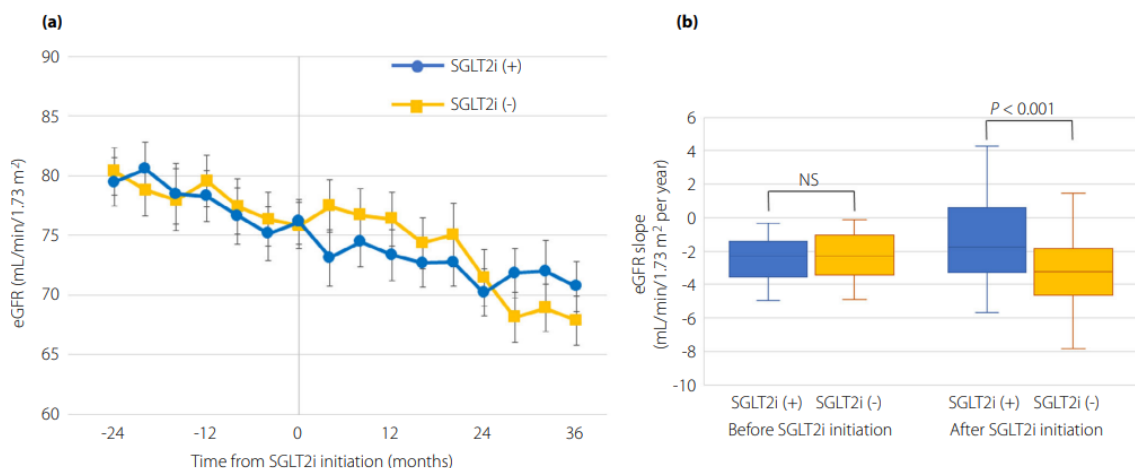 (a)
eGFR (mL/min/1.73 m²)
90
85
80
75
70
65
60
SGLT2i (+)
SGLT2i (-)
-24
-12
0
12
24
36
Time from SGLT2i initiation (months)
(b)
eGFR slope
(mL/min/1.73 m² per year)
6
4
2
0
-2
-4
-6
-8
-10
NS
P < 0.001
SGLT2i (+) SGLT2i (-)
Before SGLT2i initiation
SGLT2i (+) SGLT2i (-)
After SGLT2i initiation